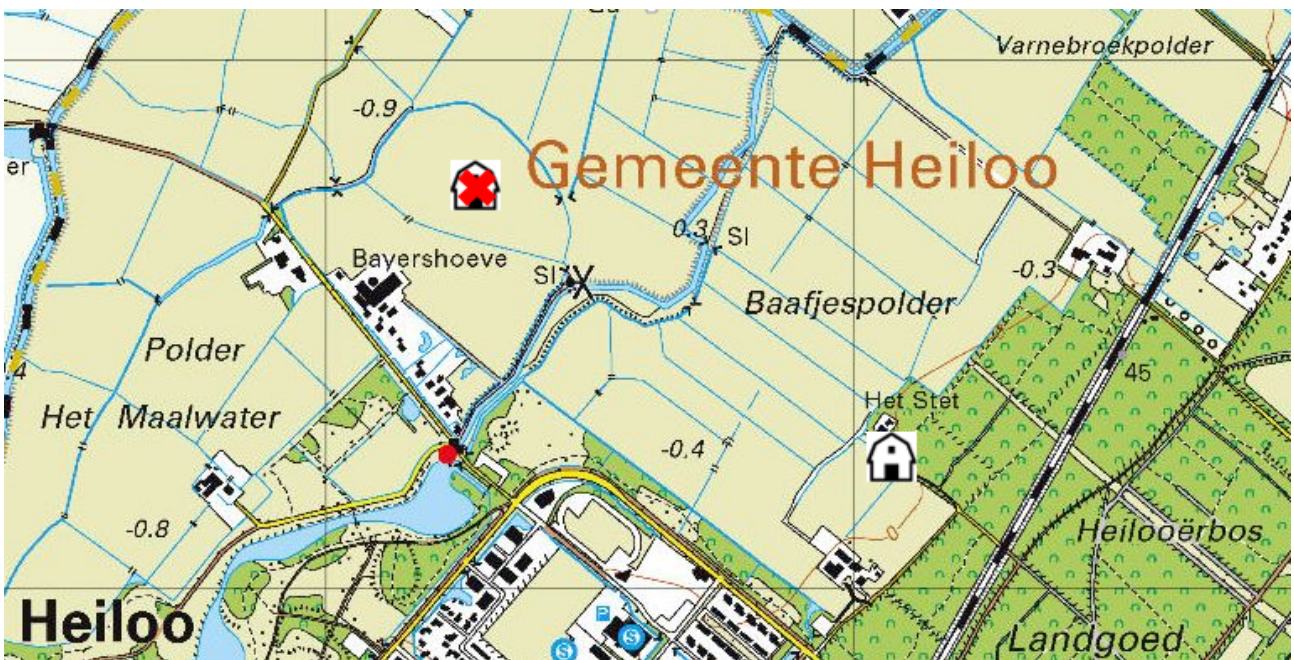 Varnebroekpolder
-0.9
er
Gemeente Heiloo
0.3
Sl
Bayershoeve
Sl
-0.3
Baafjespolder
Polder
45
Het Stet
Het Maalwater
-0.4
-0.8
Heilooërbos
P
S
S
Heiloo
Landgoed